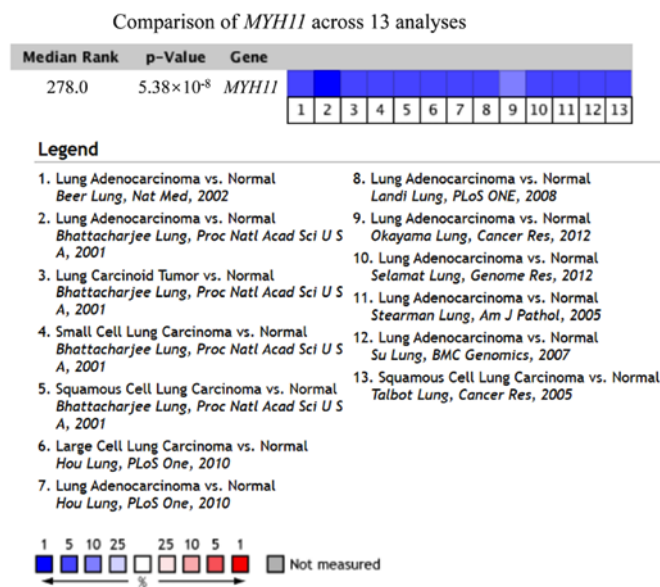 Comparison of MYH11 across 13 analyses
Median Rank p-Value Gene
278.0 5.38×10-8 MYH11
1 2 3 4 5 6 7 8 9 10 11 12 13
Legend
1. Lung Adenocarcinoma vs. Normal
Beer Lung, Nat Med, 2002
2. Lung Adenocarcinoma vs. Normal
Bhattacharjee Lung, Proc Natl Acad Sci U S
A, 2001
3. Lung Carcinoid Tumor vs. Normal
Bhattacharjee Lung, Proc Natl Acad Sci U S
A, 2001
4. Small Cell Lung Carcinoma vs. Normal
Bhattacharjee Lung, Proc Natl Acad Sci U S
A, 2001
5. Squamous Cell Lung Carcinoma vs. Normal
Bhattacharjee Lung, Proc Natl Acad Sci U S
A, 2001
6. Large Cell Lung Carcinoma vs. Normal
Hou Lung, PLoS One, 2010
7. Lung Adenocarcinoma vs. Normal
Hou Lung, PLoS One, 2010
8. Lung Adenocarcinoma vs. Normal
Landi Lung, PLoS ONE, 2008
9. Lung Adenocarcinoma vs. Normal
Okayama Lung, Cancer Res, 2012
10. Lung Adenocarcinoma vs. Normal
Selamat Lung, Genome Res, 2012
11. Lung Adenocarcinoma vs. Normal
Stearman Lung, Am J Pathol, 2005
12. Lung Adenocarcinoma vs. Normal
Su Lung, BMC Genomics, 2007
13. Squamous Cell Lung Carcinoma vs. Normal
Talbot Lung, Cancer Res, 2005
1 5 10 25 25 10 5 1
Not measured
%